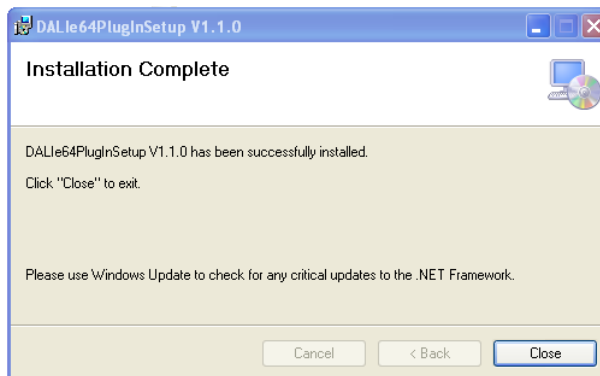 DALIe64PlugInSetup V1.1.0
Installation Complete
DALIe64PlugInSetup V1.1.0 has been successfully installed.
Click "Close" to exit.
Please use Windows Update to check for any critical updates to the .NET Framework.
Cancel
< Back
Close